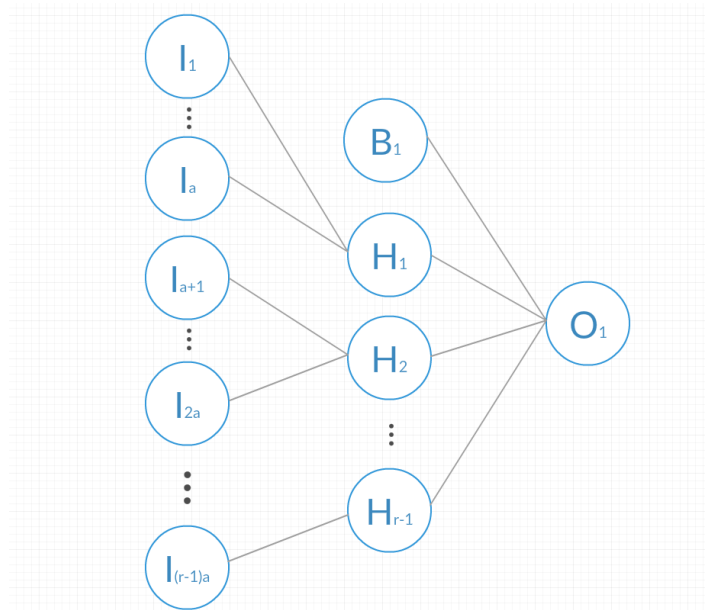 I1
Ia
Ia+1
I2a
I(r-1)a
B1
H1
H2
Hr-1
O1